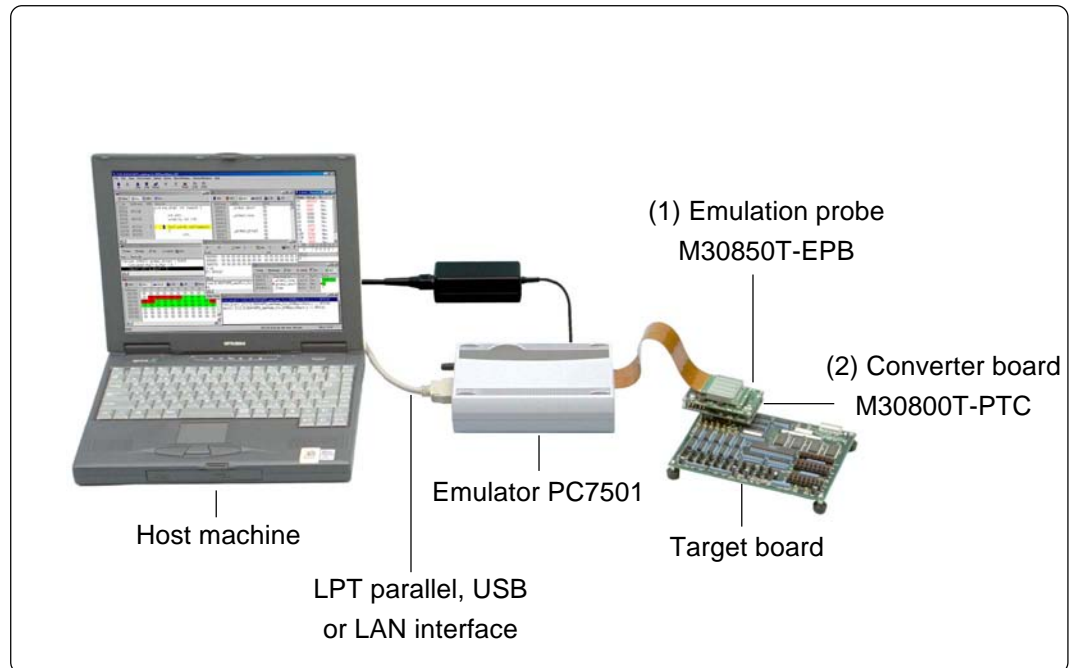 (1) Emulation probe
M30850T-EPB
(2) Converter board
M30800T-PTC
Emulator PC7501
Host machine
Target board
LPT parallel, USB
or LAN interface